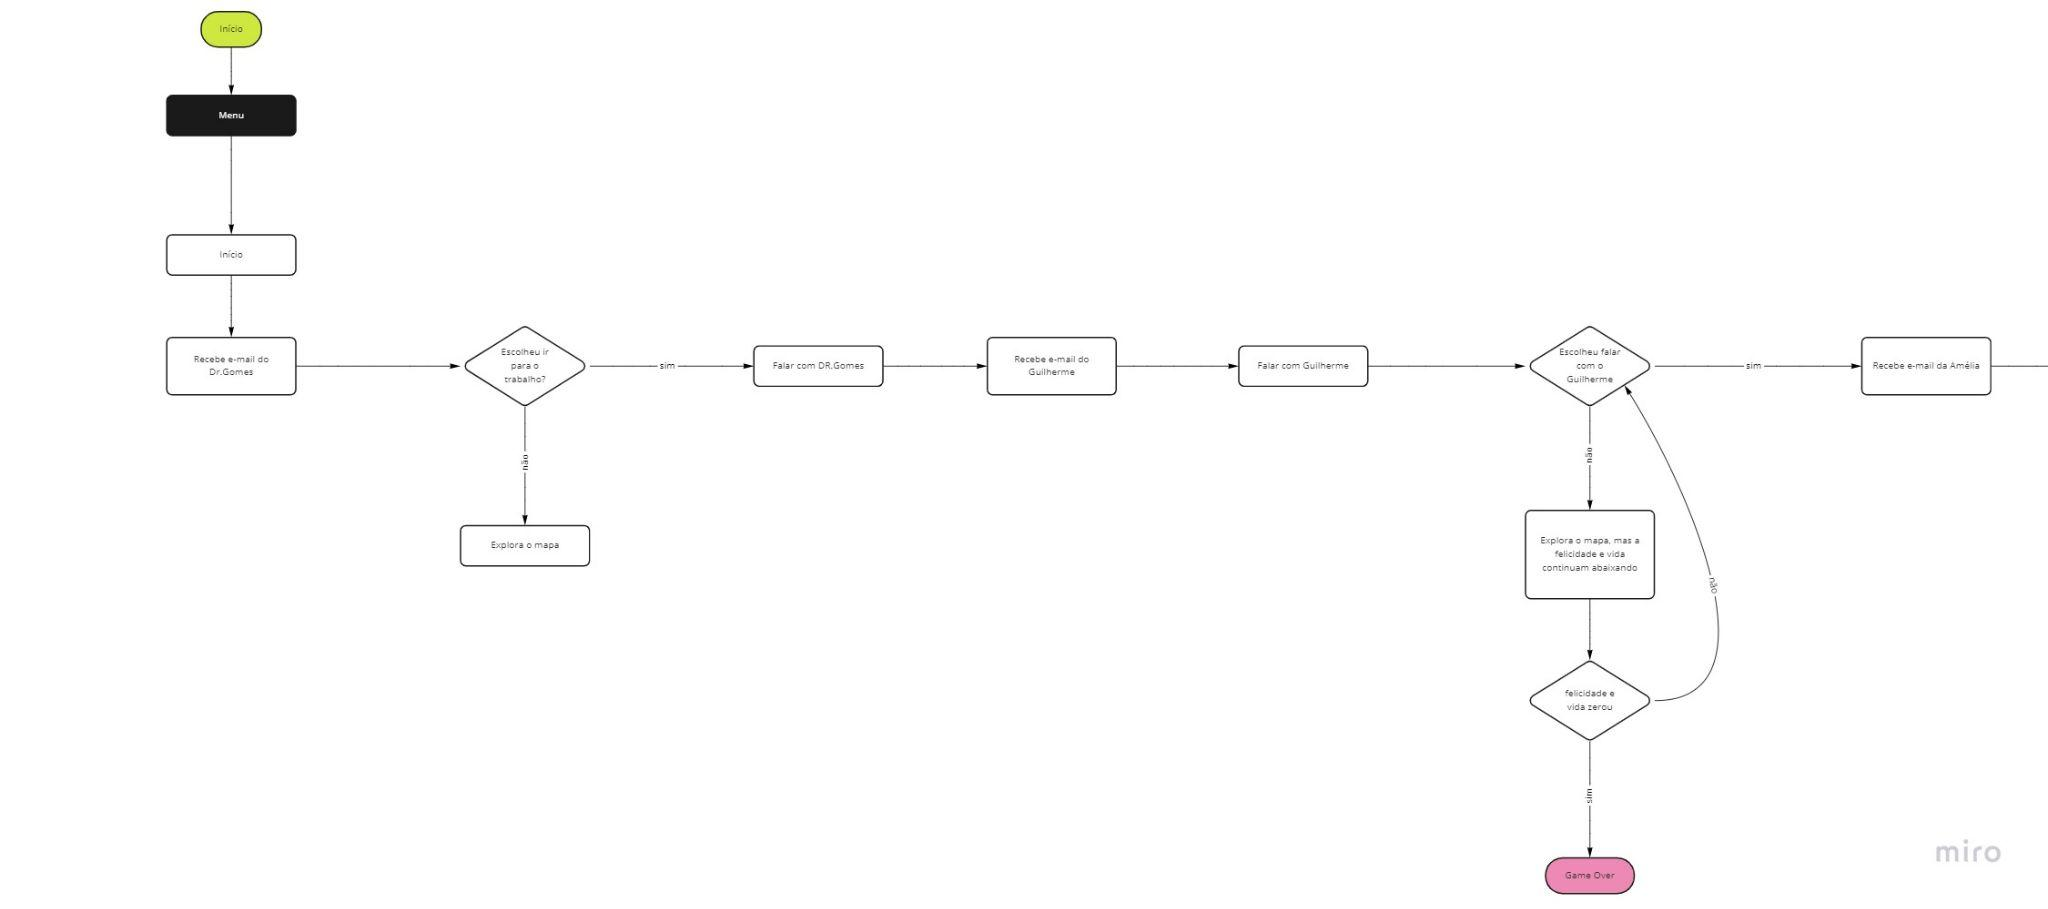 Início
Menu
Início
Recebe e-mail do
Dr.Gomes
Escolheu ir
para o
trabalho?
sim
Falar com DR.Gomes
Recebe e-mail do
Guilherme
Falar com Guilherme
Escolheu falar
com o
Guilherme
sim
Recebe e-mail da Amélia
não
não
Explora o mapa
Explora o mapa, mas a
felicidade e vida
continuam abaixando
não
felicidade e
vida zerou
sim
Game Over
miro